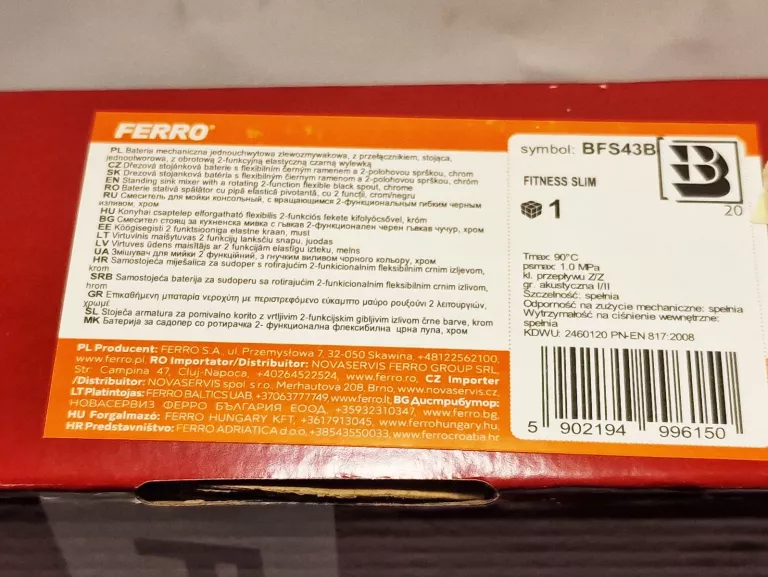 FERRO®
PL Bateria mechaniczna jednouchwytowa zlewozmywakowa, z przełącznikiem, stojąca,
jednootworowa, z obrotową 2-funkcyjną elastyczną czarną wylewką
CZ Dřezová stojánková baterie s flexibilním černým ramenem a 2-polohovou sprškou, chrom
SK Drezová stojánková batéria s flexibilným čiernym ramenom a 2-polohovou sprškou, chróm
EN Standing sink mixer with a rotating 2-function flexible black spout, chrome
RO Baterie stativă spălător cu pipă elastică pivotantă, cu 2 funcții, crom/negru
RU Смеситель для мойки консольный, с вращающимся 2-функциональным гибким черным
изливом, хром
HU Konyhai csaptelep elforgatható flexibilis 2-funkciós fekete kifolyócsővel, króm
BG Смесител стоящ за кухненска мивка с гъвкав 2-функционален черен гъвкав чучур, хром
EE Köögisegisti 2 funktsiooniga elastne kraan, must
LT Virtuvinis maišytuvas 2 funkcijų lanksčiu snapu, juodas
LV Virtuves ūdens maisītājs ar 2 funkcijām elastīgu izteku, melns
UA Змішувач для мийки 2 функційний, з гнучким виливом чорного кольору, хром
HR Samostojeća miješalica za sudoper s rotirajućim 2-funkicionalnim fleksibilnim crnim izljevom,
krom
SRB Samostojeća baterija za sudoperu sa rotirajućim 2-funkicionalnim fleksibilnim crnim izlivom,
hrom
GR Επικαθήμενη μπαταρία νεροχύτη με περιστρεφόμενο εύκαμπτο μαύρο ρουξούνι 2 λειτουργιών,
χρωμέ
SL Stoječa armatura za pomivalno korito z vrtljivim 2-funkcijskim gibljivim izlivom črne barve, krom
MK Батерија за садопер со ротирачка 2- функционална флексибилна црна лула, хром
PL Producent: FERRO S.A., ul. Przemysłowa 7, 32-050 Skawina, +48122562100,
www.ferro.pl RO Importator/Distribuitor: NOVASERVIS FERRO GROUP SRL,
Str Campina 47, Cluj-Napoca, +40264522524, www.ferro.ro, CZ Importer
/Distributor: NOVASERVIS spol. s r.o., Merhautova 208, Brno, www.novaservis.cz,
LT Platintojas: FERRO BALTICS UAB, +37063777749 www.ferro.lt, BG Дистрибутор:
НОВАСЕРВИЗ ФЕРРО БЪЛГАРИЯ ЕООД, +35932310347, www.ferro.bg,
HU Forgalmazó: FERRO HUNGARY KFT, +3617913045, www.ferrohungary.hu,
HR Predstavništvo: FERRO ADRIATICA d.o.o, +38543550033, www.ferrocroatia.hr
symbol: BFS43B
FITNESS SLIM
1
B
20
Tmax: 90°C
psmax: 1.0 MPa
kl. przepływu Z/Z
gr. akustyczna I/II
Szczelność: spełnia
Odporność na zużycie mechaniczne: spełnia
Wytrzymałość na ciśnienie wewnętrzne:
spełnia
KDWU: 2460120 PN-EN 817:2008
5 902194 996150